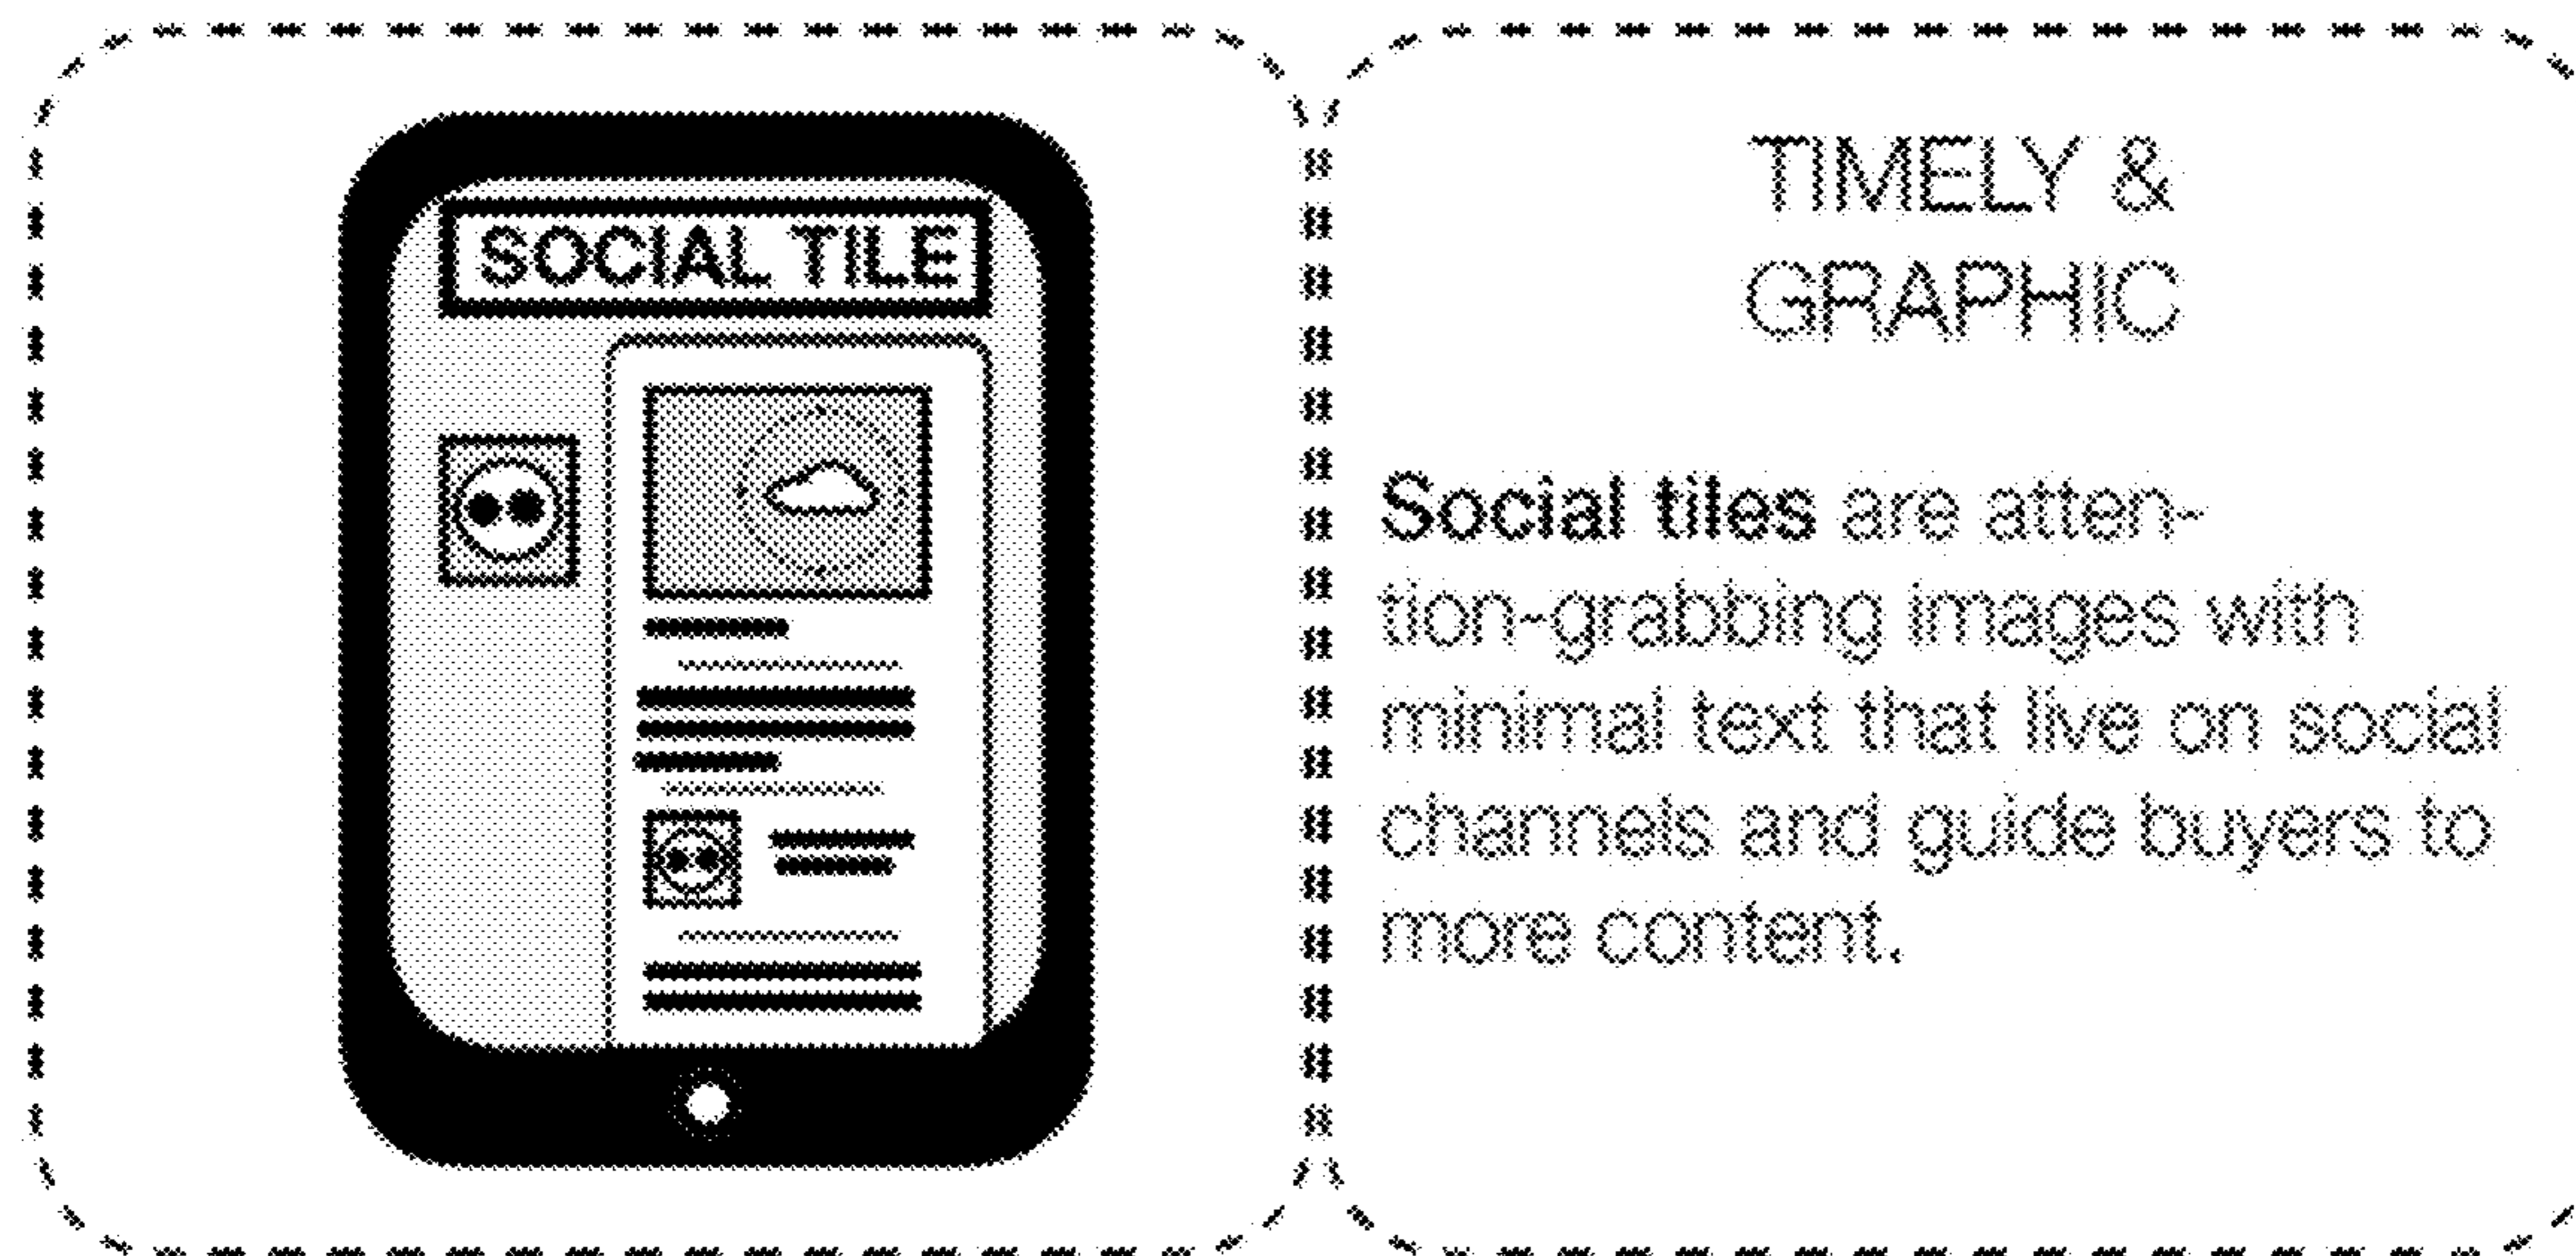 SOCIAL TILE
TIMELY &
GRAPHIC
Social tiles are atten-
tion-grabbing images with
minimal text that live on social
channels and guide buyers to
more content.